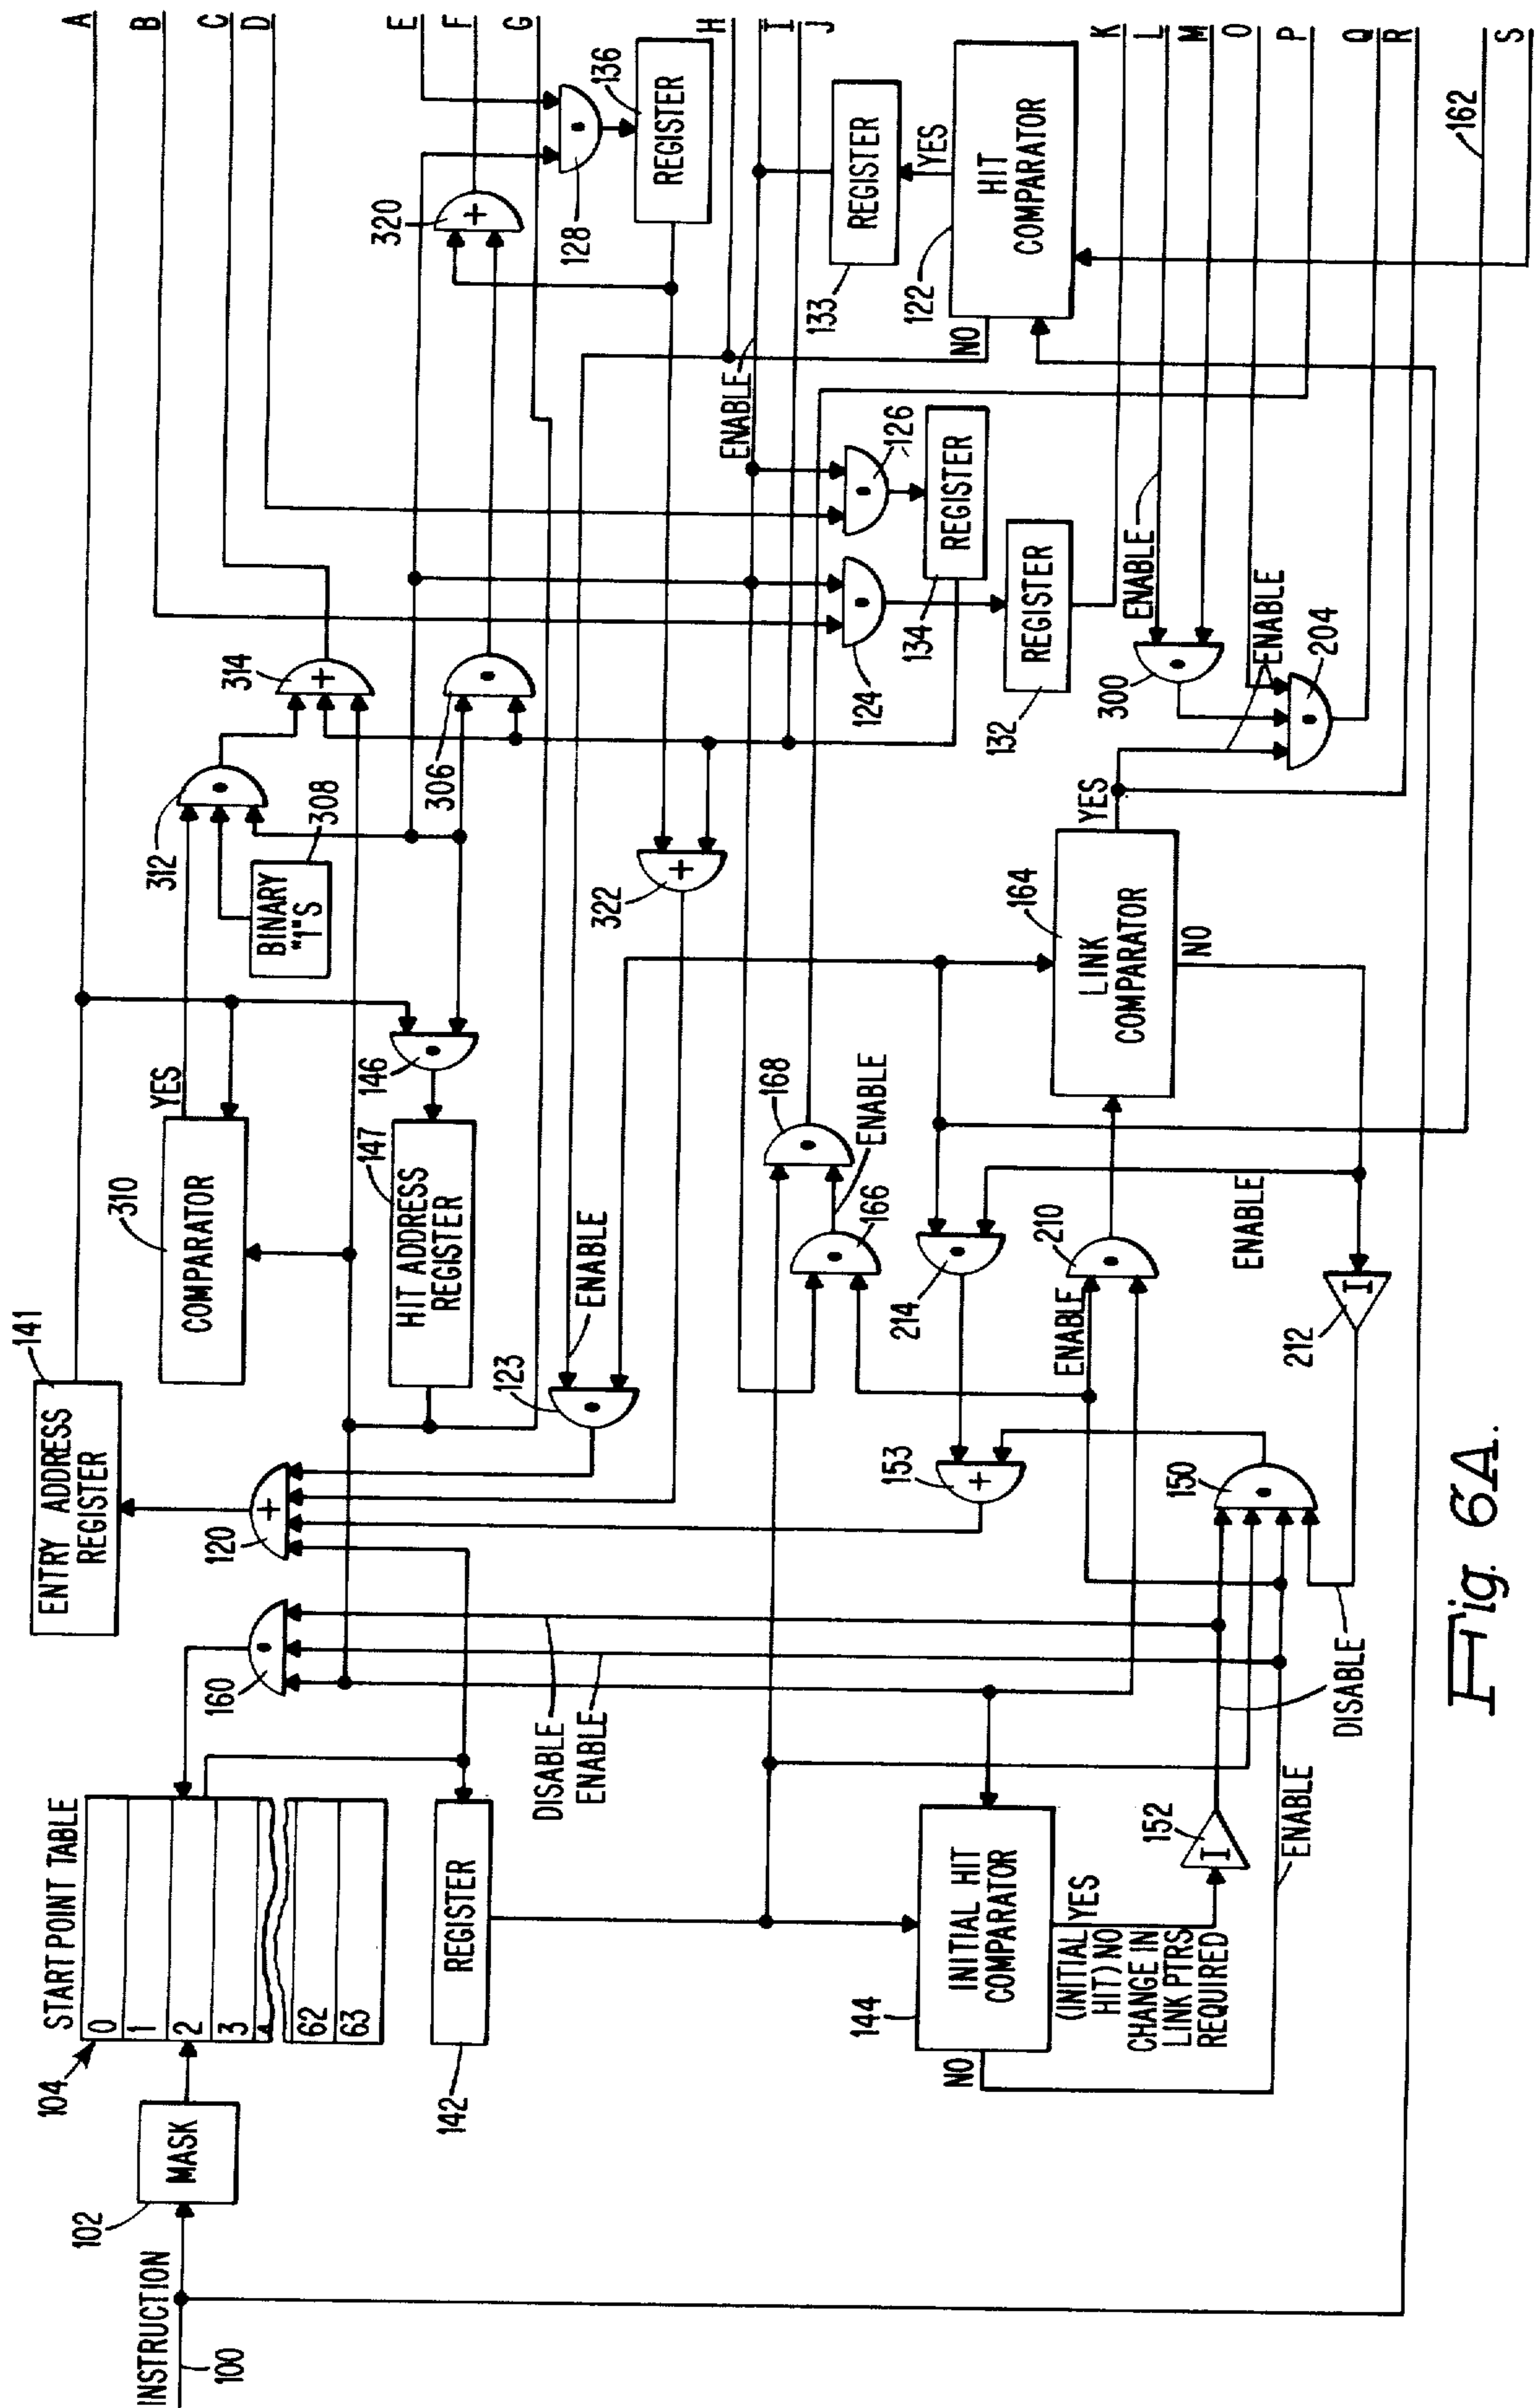 INSTRUCTION
100
102
MASK
104
START POINT TABLE
0
1
2
3
4
62
63
142
REGISTER
160
DISABLE
ENABLE
120
ENTRY ADDRESS
REGISTER
141
310
COMPARATOR
YES
147
HIT ADDRESS
REGISTER
146
123
ENABLE
312
BINARY
"1"S
308
314
306
322
320
128
136
REGISTER
A
B
C
D
E
F
G
H
I
J
K
L
M
O
P
Q
R
S
144
INITIAL HIT
COMPARATOR
NO
YES
(INITIAL
HIT) NO
CHANGE IN
LINK PTRS
REQUIRED
152
I
ENABLE
DISABLE
150
153
214
166
168
ENABLE
210
ENABLE
ENABLE
212
I
164
LINK
COMPARATOR
YES
NO
124
126
134
REGISTER
132
REGISTER
ENABLE
133
REGISTER
YES
122
HIT
COMPARATOR
NO
300
ENABLE
ENABLE
204
162
Fig. 6A.